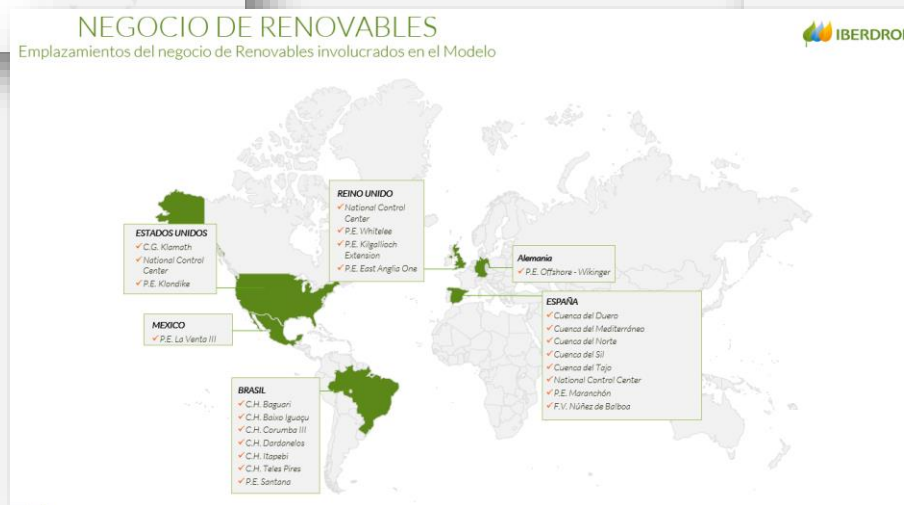 NEGOCIO DE RENOVABLES
Emplazamientos del negocio de Renovables involucrados en el Modelo
IBERDROL
REINO UNIDO
National Control
Center
P.E. Whitelee
P.E. Kilgallioch
Extension
P.E. East Anglia One
ESTADOS UNIDOS
C.G. Klamath
National Control
Center
P.E. Klondike
Alemania
P.E. Offshore - Wikinger
MEXICO
P.E. La Venta III
ESPAÑA
Cuenca del Duero
Cuenca del Mediterráneo
Cuenca del Norte
Cuenca del Sil
Cuenca del Tajo
National Control Center
P.E. Maranchón
F.V. Núñez de Balboa
BRASIL
C.H. Baguari
C.H. Baixo Iguaçu
C.H. Corumba III
C.H. Dardanelos
C.H. Itapebi
C.H. Teles Pires
P.E. Santana